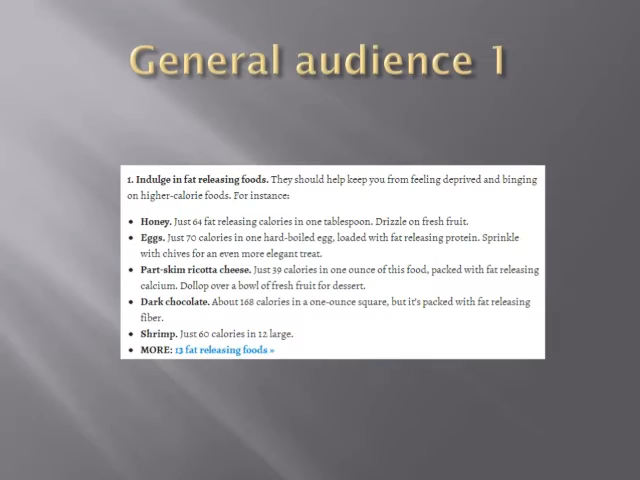 General audience 1
1. Indulge in fat releasing foods. They should help keep you from feeling deprived and binging
on higher-calorie foods. For instance:
• Honey. Just 64 fat releasing calories in one tablespoon. Drizzle on fresh fruit.
• Eggs. Just 70 calories in one hard-boiled egg, loaded with fat releasing protein. Sprinkle
with chives for an even more elegant treat.
• Part-skim ricotta cheese. Just 39 calories in one ounce of this food, packed with fat releasing
calcium. Dollop over a bowl of fresh fruit for dessert.
• Dark chocolate. About 168 calories in a one-ounce square, but it's packed with fat releasing
fiber.
• Shrimp. Just 60 calories in 12 large.
• MORE: 13 fat releasing foods »